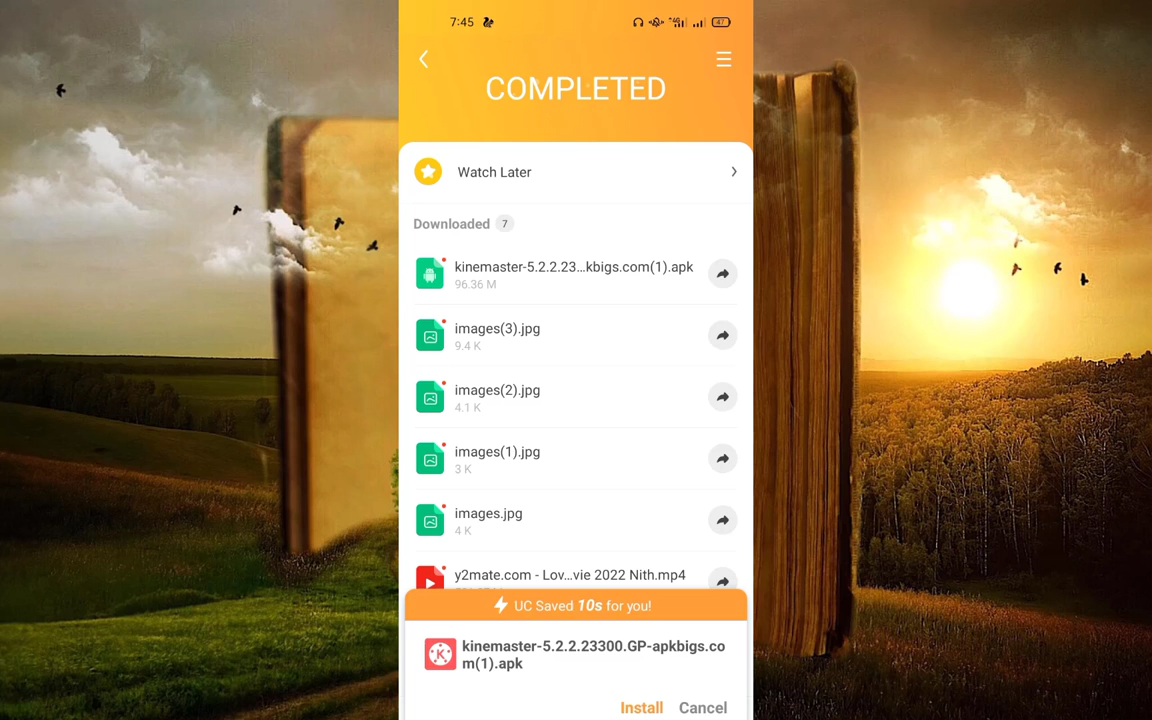 7:45
4G
47
COMPLETED
Watch Later
Downloaded 7
kinemaster-5.2.2.23...kbigs.com(1).apk
96.36 M
images(3).jpg
9.4 K
images(2).jpg
4.1 K
images(1).jpg
3 K
images.jpg
4 K
y2mate.com - Lov...vie 2022 Nith.mp4
UC Saved 10s for you!
K
kinemaster-5.2.2.23300.GP-apkbigs.co
m(1).apk
Install Cancel